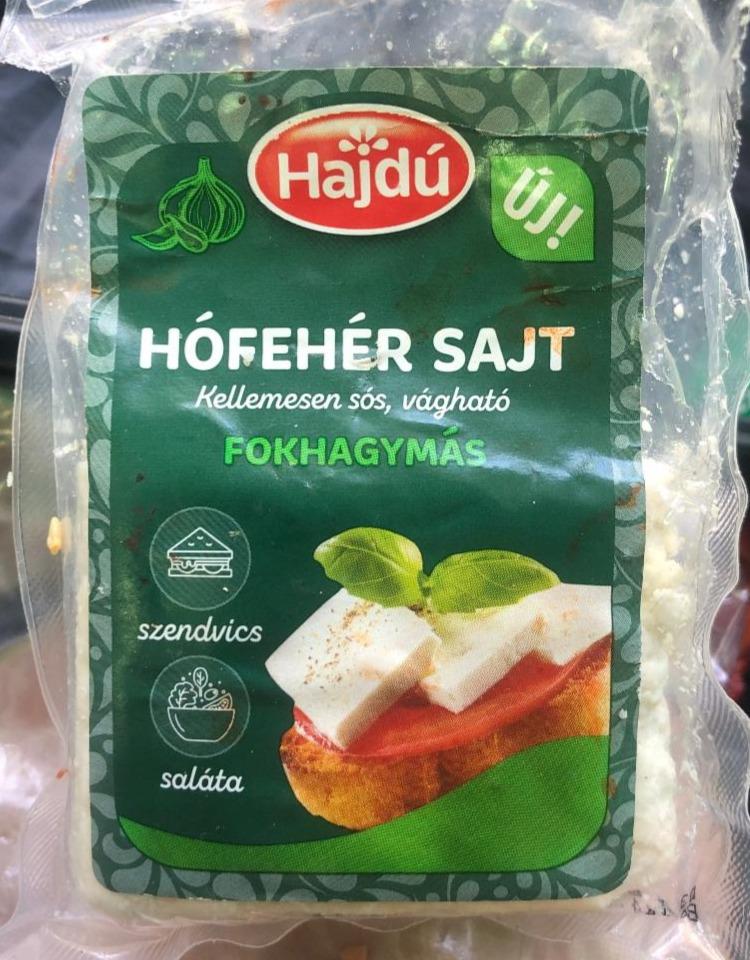 Hajdú
ÚJ!
HÓFEHÉR SAJT
Kellemesen sós, vágható
FOKHAGYMÁS
szendvics
saláta